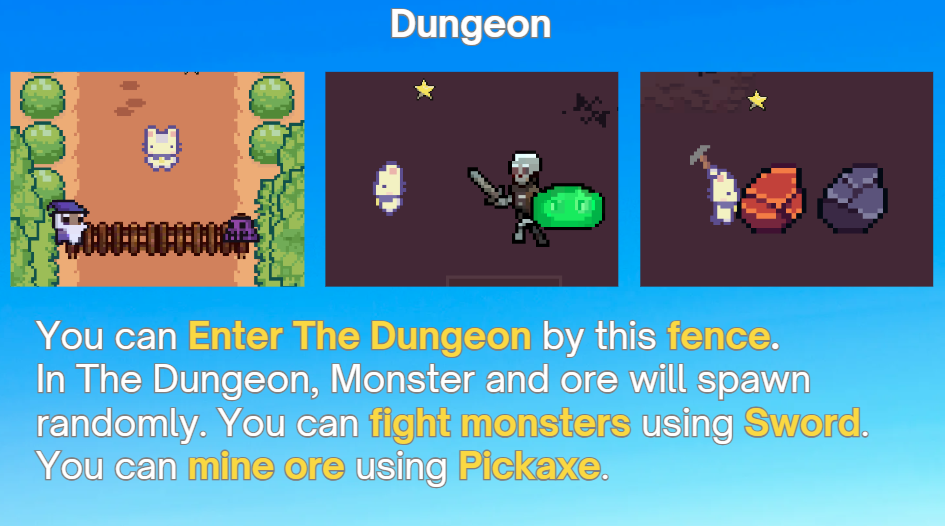 Dungeon
You can Enter The Dungeon by this fence.
In The Dungeon, Monster and ore will spawn
randomly. You can fight monsters using Sword.
You can mine ore using Pickaxe.